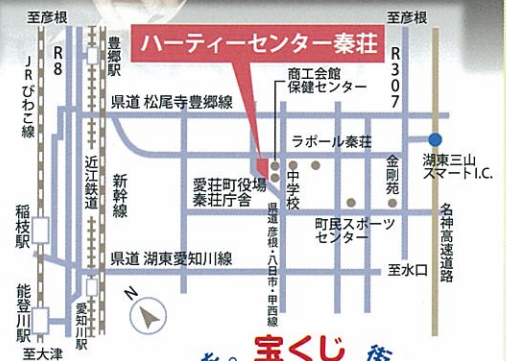 至彦根
至彦根
ハーティーセンター秦荘
R8
豊郷駅
R307
JRびわこ線
商工会館
保健センター
県道 松尾寺豊郷線
ラポール秦荘
近江鉄道
新幹線
愛荘町役場
秦荘庁舎
中学校
金剛苑
湖東三山
スマートI.C.
稲枝駅
県道 彦根・八日市・甲西線
町民スポーツ
センター
名神高速道路
県道 湖東愛知川線
至水口
N
能登川駅
愛知川駅
至大津
宝くじ
街